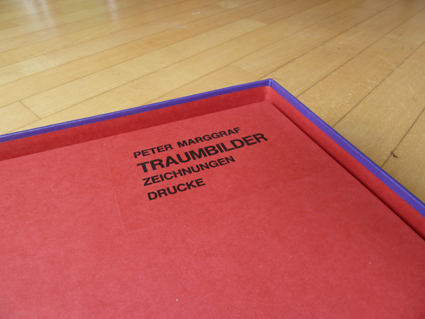 PETER MARGGRAF
TRAUMBILDER
ZEICHNUNGEN
DRUCKE